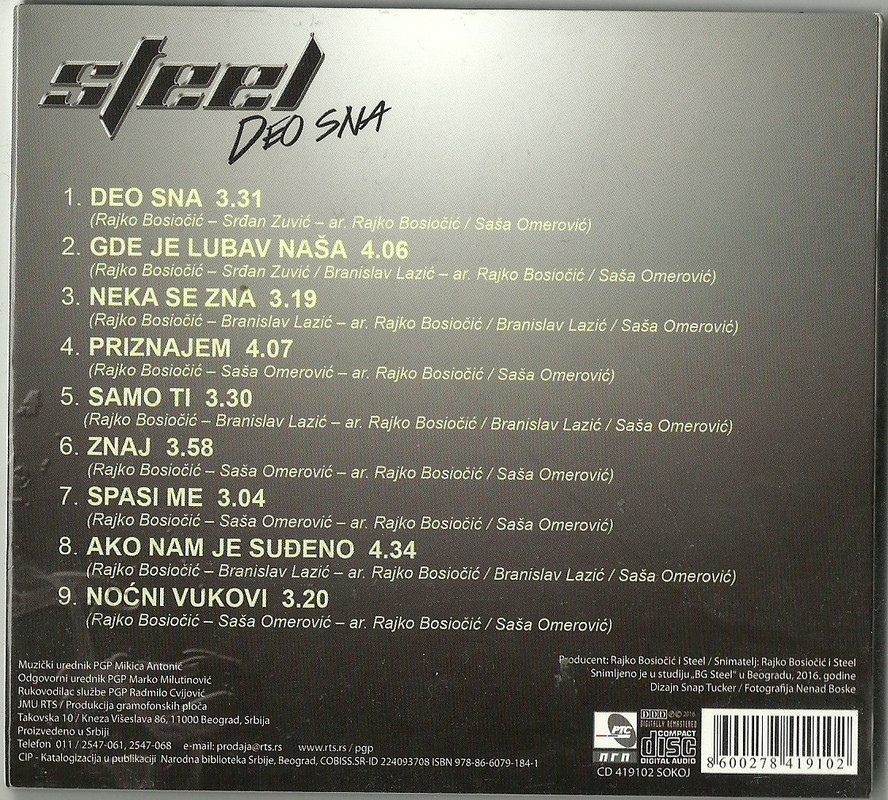 steel
DEO SNA
1. DEO SNA 3.31
(Rajko Bosiočić – Srđan Zuvić – ar. Rajko Bosiočić / Saša Omerović)
2. GDE JE LUBAV NAŠA 4.06
(Rajko Bosiočić – Srđan Zuvić / Branislav Lazić – ar. Rajko Bosiočić / Saša Omerović)
3. NEKA SE ZNA 3.19
(Rajko Bosiočić – Branislav Lazić – ar. Rajko Bosiočić / Branislav Lazić / Saša Omerović)
4. PRIZNAJEM 4.07
(Rajko Bosiočić – Saša Omerović – ar. Rajko Bosiočić / Saša Omerović)
5. SAMO TI 3.30
(Rajko Bosiočić – Branislav Lazić – ar. Rajko Bosiočić / Branislav Lazić / Saša Omerović)
6. ZNAJ 3.58
(Rajko Bosiočić – Saša Omerović – ar. Rajko Bosiočić / Saša Omerović)
7. SPASI ME 3.04
(Rajko Bosiočić – Saša Omerović – ar. Rajko Bosiočić / Saša Omerović)
8. AKO NAM JE SUĐENO 4.34
(Rajko Bosiočić – Branislav Lazić – ar. Rajko Bosiočić / Branislav Lazić / Saša Omerović)
9. NOĆNI VUKOVI 3.20
(Rajko Bosiočić – Saša Omerović – ar. Rajko Bosiočić / Saša Omerović)
Muzički urednik PGP Mikica Antonić
Odgovorni urednik PGP Marko Milutinović
Rukovodilac službe PGP Radmilo Cvijović
JMU RTS / Produkcija gramofonskih ploča
Takovska 10 / Kneza Višeslava 86, 11000 Beograd, Srbija
Proizvedeno u Srbiji
Telefon 011 / 2547-061, 2547-068 e-mail: prodaja@rts.rs www.rts.rs / pgp
CIP - Katalogizacija u publikaciji Narodna biblioteka Srbije, Beograd, COBISS.SR-ID 224093708 ISBN 978-86-6079-184-1
Producent: Rajko Bosiočić i Steel / Snimatelj: Rajko Bosiočić i Steel
Snimljeno je u studiju „BG Steel" u Beogradu, 2016. godine
Dizajn Snap Tucker / Fotografija Nenad Boske
РТС
пгп
DDD ℗ © 2016
DIGITALLY REMASTERED
COMPACT
disc
DIGITAL AUDIO
CD 419102 SOKOJ
8600278419102